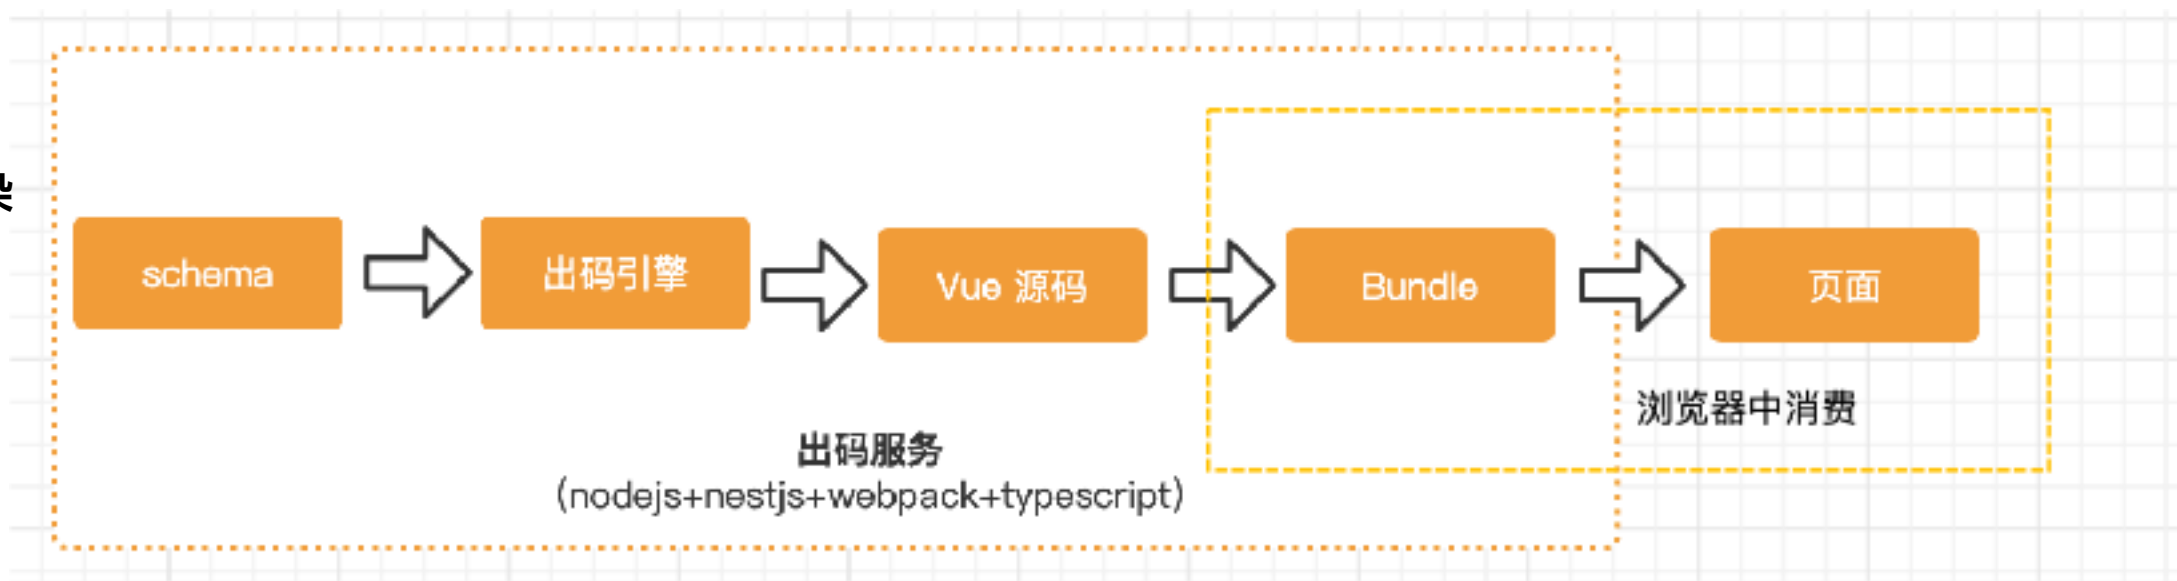 schema
出码引擎
Vue 源码
Bundle
页面
浏览器中消费
出码服务
(nodejs+nestjs+webpack+typescript)